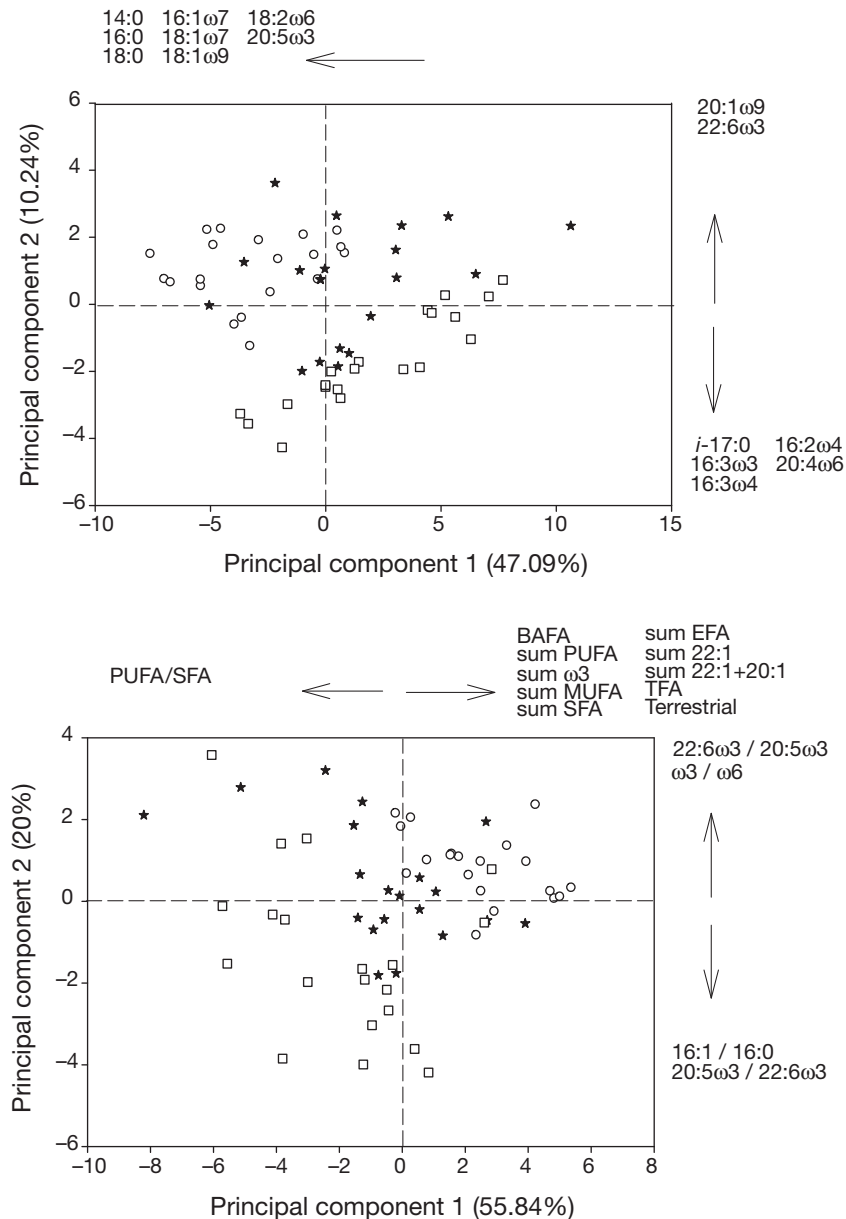 14:0 16:1ω7 18:2ω6
16:0 18:1ω7 20:5ω3
18:0 18:1ω9
6
4
2
0
−2
−4
−6
Principal component 2 (10.24%)
20:1ω9
22:6ω3
i-17:0 16:2ω4
16:3ω3 20:4ω6
16:3ω4
−10 −5 0 5 10 15
Principal component 1 (47.09%)
PUFA/SFA
BAFA sum EFA
sum PUFA sum 22:1
sum ω3 sum 22:1+20:1
sum MUFA TFA
sum SFA Terrestrial
4
2
0
−2
−4
−6
Principal component 2 (20%)
22:6ω3 / 20:5ω3
ω3 / ω6
16:1 / 16:0
20:5ω3 / 22:6ω3
−10 −8 −6 −4 −2 0 2 4 6 8
Principal component 1 (55.84%)